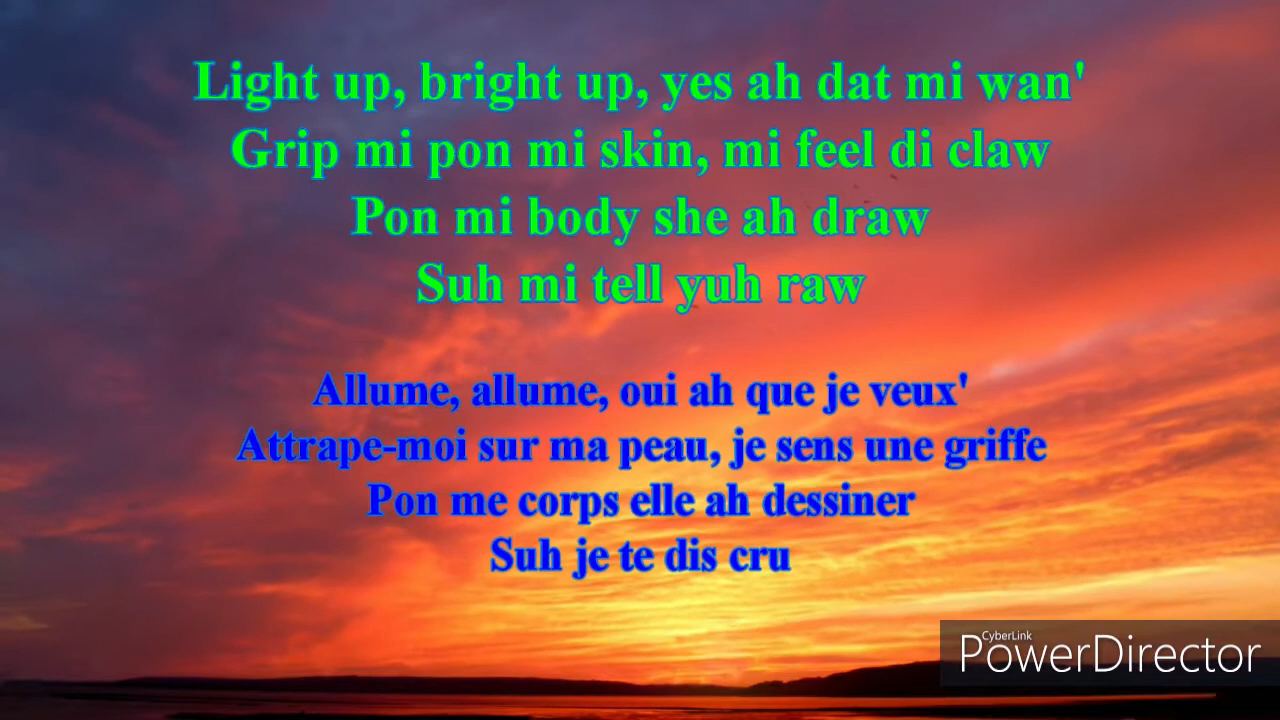 Light up, bright up, yes ah dat mi wan'
Grip mi pon mi skin, mi feel di claw
Pon mi body she ah draw
Suh mi tell yuh raw
Allume, allume, oui ah que je veux'
Attrape-moi sur ma peau, je sens une griffe
Pon me corps elle ah dessiner
Suh je te dis cru
CyberLink
PowerDirector